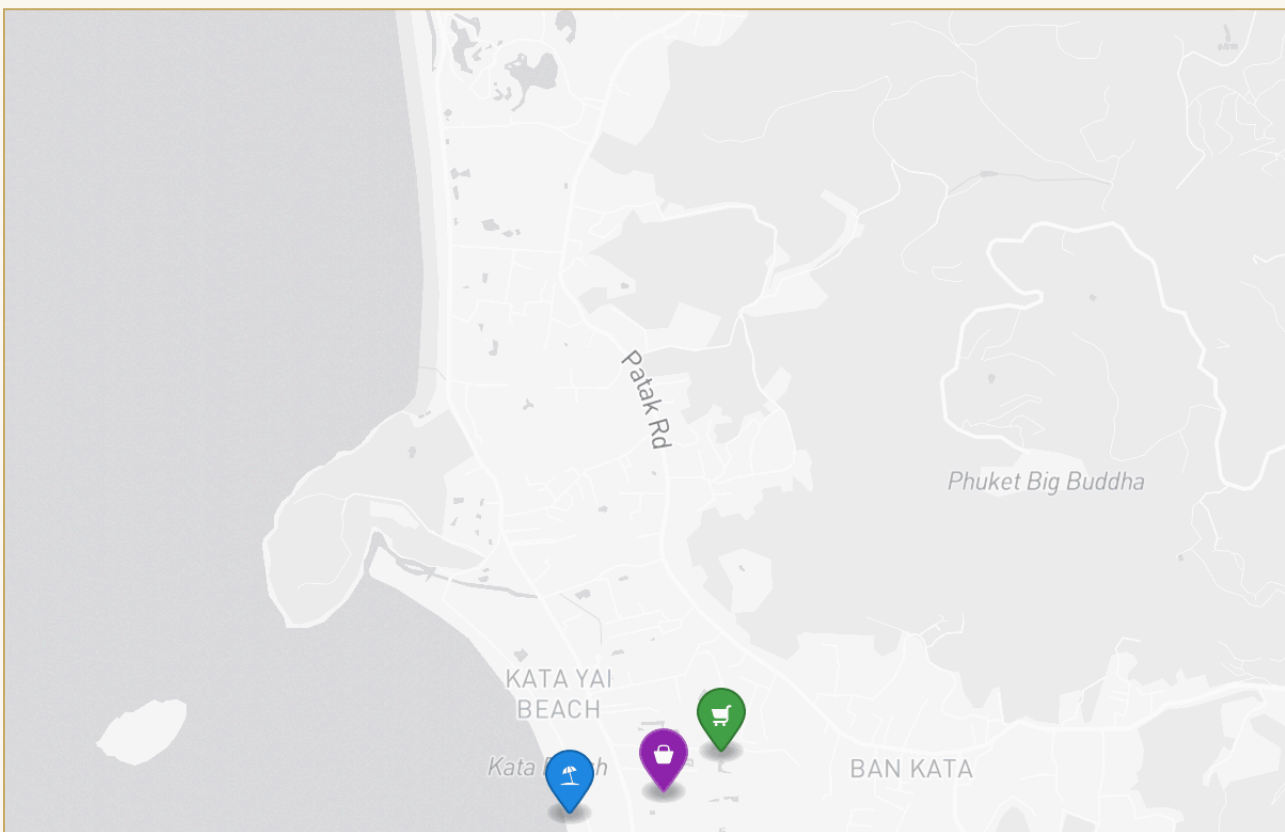 Patak Rd
Phuket Big Buddha
KATA YAI
BEACH
Kata
BAN KATA